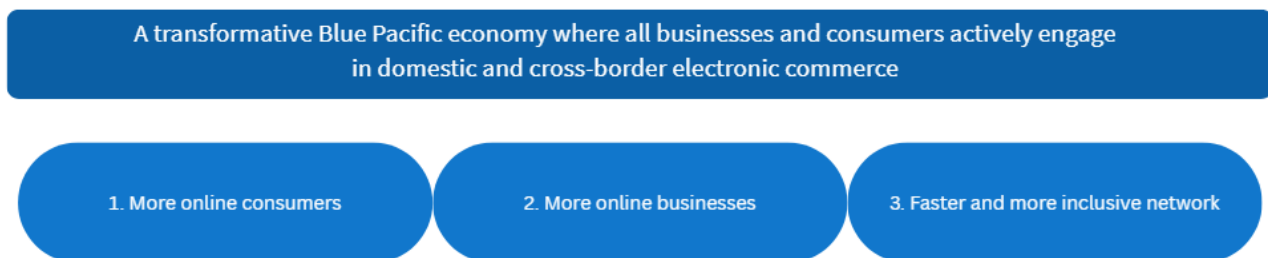 A transformative Blue Pacific economy where all businesses and consumers actively engage
in domestic and cross-border electronic commerce
1. More online consumers
2. More online businesses
3. Faster and more inclusive network